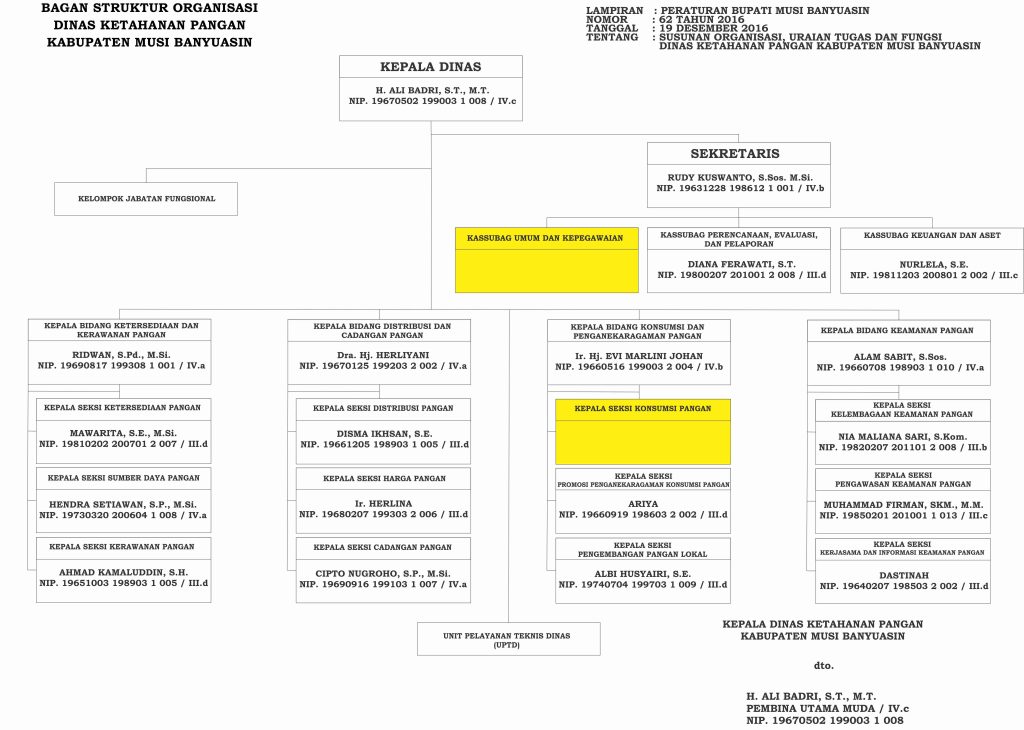 BAGAN STRUKTUR ORGANISASI
DINAS KETAHANAN PANGAN
KABUPATEN MUSI BANYUASIN
LAMPIRAN : PERATURAN BUPATI MUSI BANYUASIN
NOMOR : 62 TAHUN 2016
TANGGAL : 19 DESEMBER 2016
TENTANG : SUSUNAN ORGANISASI, URAIAN TUGAS DAN FUNGSI
DINAS KETAHANAN PANGAN KABUPATEN MUSI BANYUASIN
KEPALA DINAS
H. ALI BADRI, S.T., M.T.
NIP. 19670502 199003 1 008 / IV.c
SEKRETARIS
RUDY KUSWANTO, S.Sos. M.Si.
NIP. 19631228 198612 1 001 / IV.b
KELOMPOK JABATAN FUNGSIONAL
KASSUBAG UMUM DAN KEPEGAWAIAN
KASSUBAG PERENCANAAN, EVALUASI,
DAN PELAPORAN
DIANA FERAWATI, S.T.
NIP. 19800207 201001 2 008 / III.d
KASSUBAG KEUANGAN DAN ASET
NURLELA, S.E.
NIP. 19811203 200801 2 002 / III.c
KEPALA BIDANG KETERSEDIAAN DAN
KERAWANAN PANGAN
RIDWAN, S.Pd., M.Si.
NIP. 19690817 199308 1 001 / IV.a
KEPALA SEKSI KETERSEDIAAN PANGAN
MAWARITA, S.E., M.Si.
NIP. 19810202 200701 2 007 / III.d
KEPALA SEKSI SUMBER DAYA PANGAN
HENDRA SETIAWAN, S.P., M.Si.
NIP. 19730320 200604 1 008 / IV.a
KEPALA SEKSI KERAWANAN PANGAN
AHMAD KAMALUDDIN, S.H.
NIP. 19651003 198903 1 005 / III.d
KEPALA BIDANG DISTRIBUSI DAN
CADANGAN PANGAN
Dra. Hj. HERLIYANI
NIP. 19670125 199203 2 002 / IV.a
KEPALA SEKSI DISTRIBUSI PANGAN
DISMA IKHSAN, S.E.
NIP. 19661205 198903 1 005 / III.d
KEPALA SEKSI HARGA PANGAN
Ir. HERLINA
NIP. 19680207 199303 2 006 / III.d
KEPALA SEKSI CADANGAN PANGAN
CIPTO NUGROHO, S.P., M.Si.
NIP. 19690916 199103 1 007 / IV.a
KEPALA BIDANG KONSUMSI DAN
PENGANEKARAGAMAN PANGAN
Ir. Hj. EVI MARLINI JOHAN
NIP. 19660516 199003 2 004 / IV.b
KEPALA SEKSI KONSUMSI PANGAN
KEPALA SEKSI
PROMOSI PENGANEKARAGAMAN KONSUMSI PANGAN
ARIYA
NIP. 19660919 198603 2 002 / III.d
KEPALA SEKSI
PENGEMBANGAN PANGAN LOKAL
ALBI HUSYAIRI, S.E.
NIP. 19740704 199703 1 009 / III.d
KEPALA BIDANG KEAMANAN PANGAN
ALAM SABIT, S.Sos.
NIP. 19660708 198903 1 010 / IV.a
KEPALA SEKSI
KELEMBAGAAN KEAMANAN PANGAN
NIA MALIANA SARI, S.Kom.
NIP. 19820207 201101 2 008 / III.b
KEPALA SEKSI
PENGAWASAN KEAMANAN PANGAN
MUHAMMAD FIRMAN, SKM., M.M.
NIP. 19850201 201001 1 013 / III.c
KEPALA SEKSI
KERJASAMA DAN INFORMASI KEAMANAN PANGAN
DASTINAH
NIP. 19640207 198503 2 002 / III.d
UNIT PELAYANAN TEKNIS DINAS
(UPTD)
KEPALA DINAS KETAHANAN PANGAN
KABUPATEN MUSI BANYUASIN
dto.
H. ALI BADRI, S.T., M.T.
PEMBINA UTAMA MUDA / IV.c
NIP. 19670502 199003 1 008